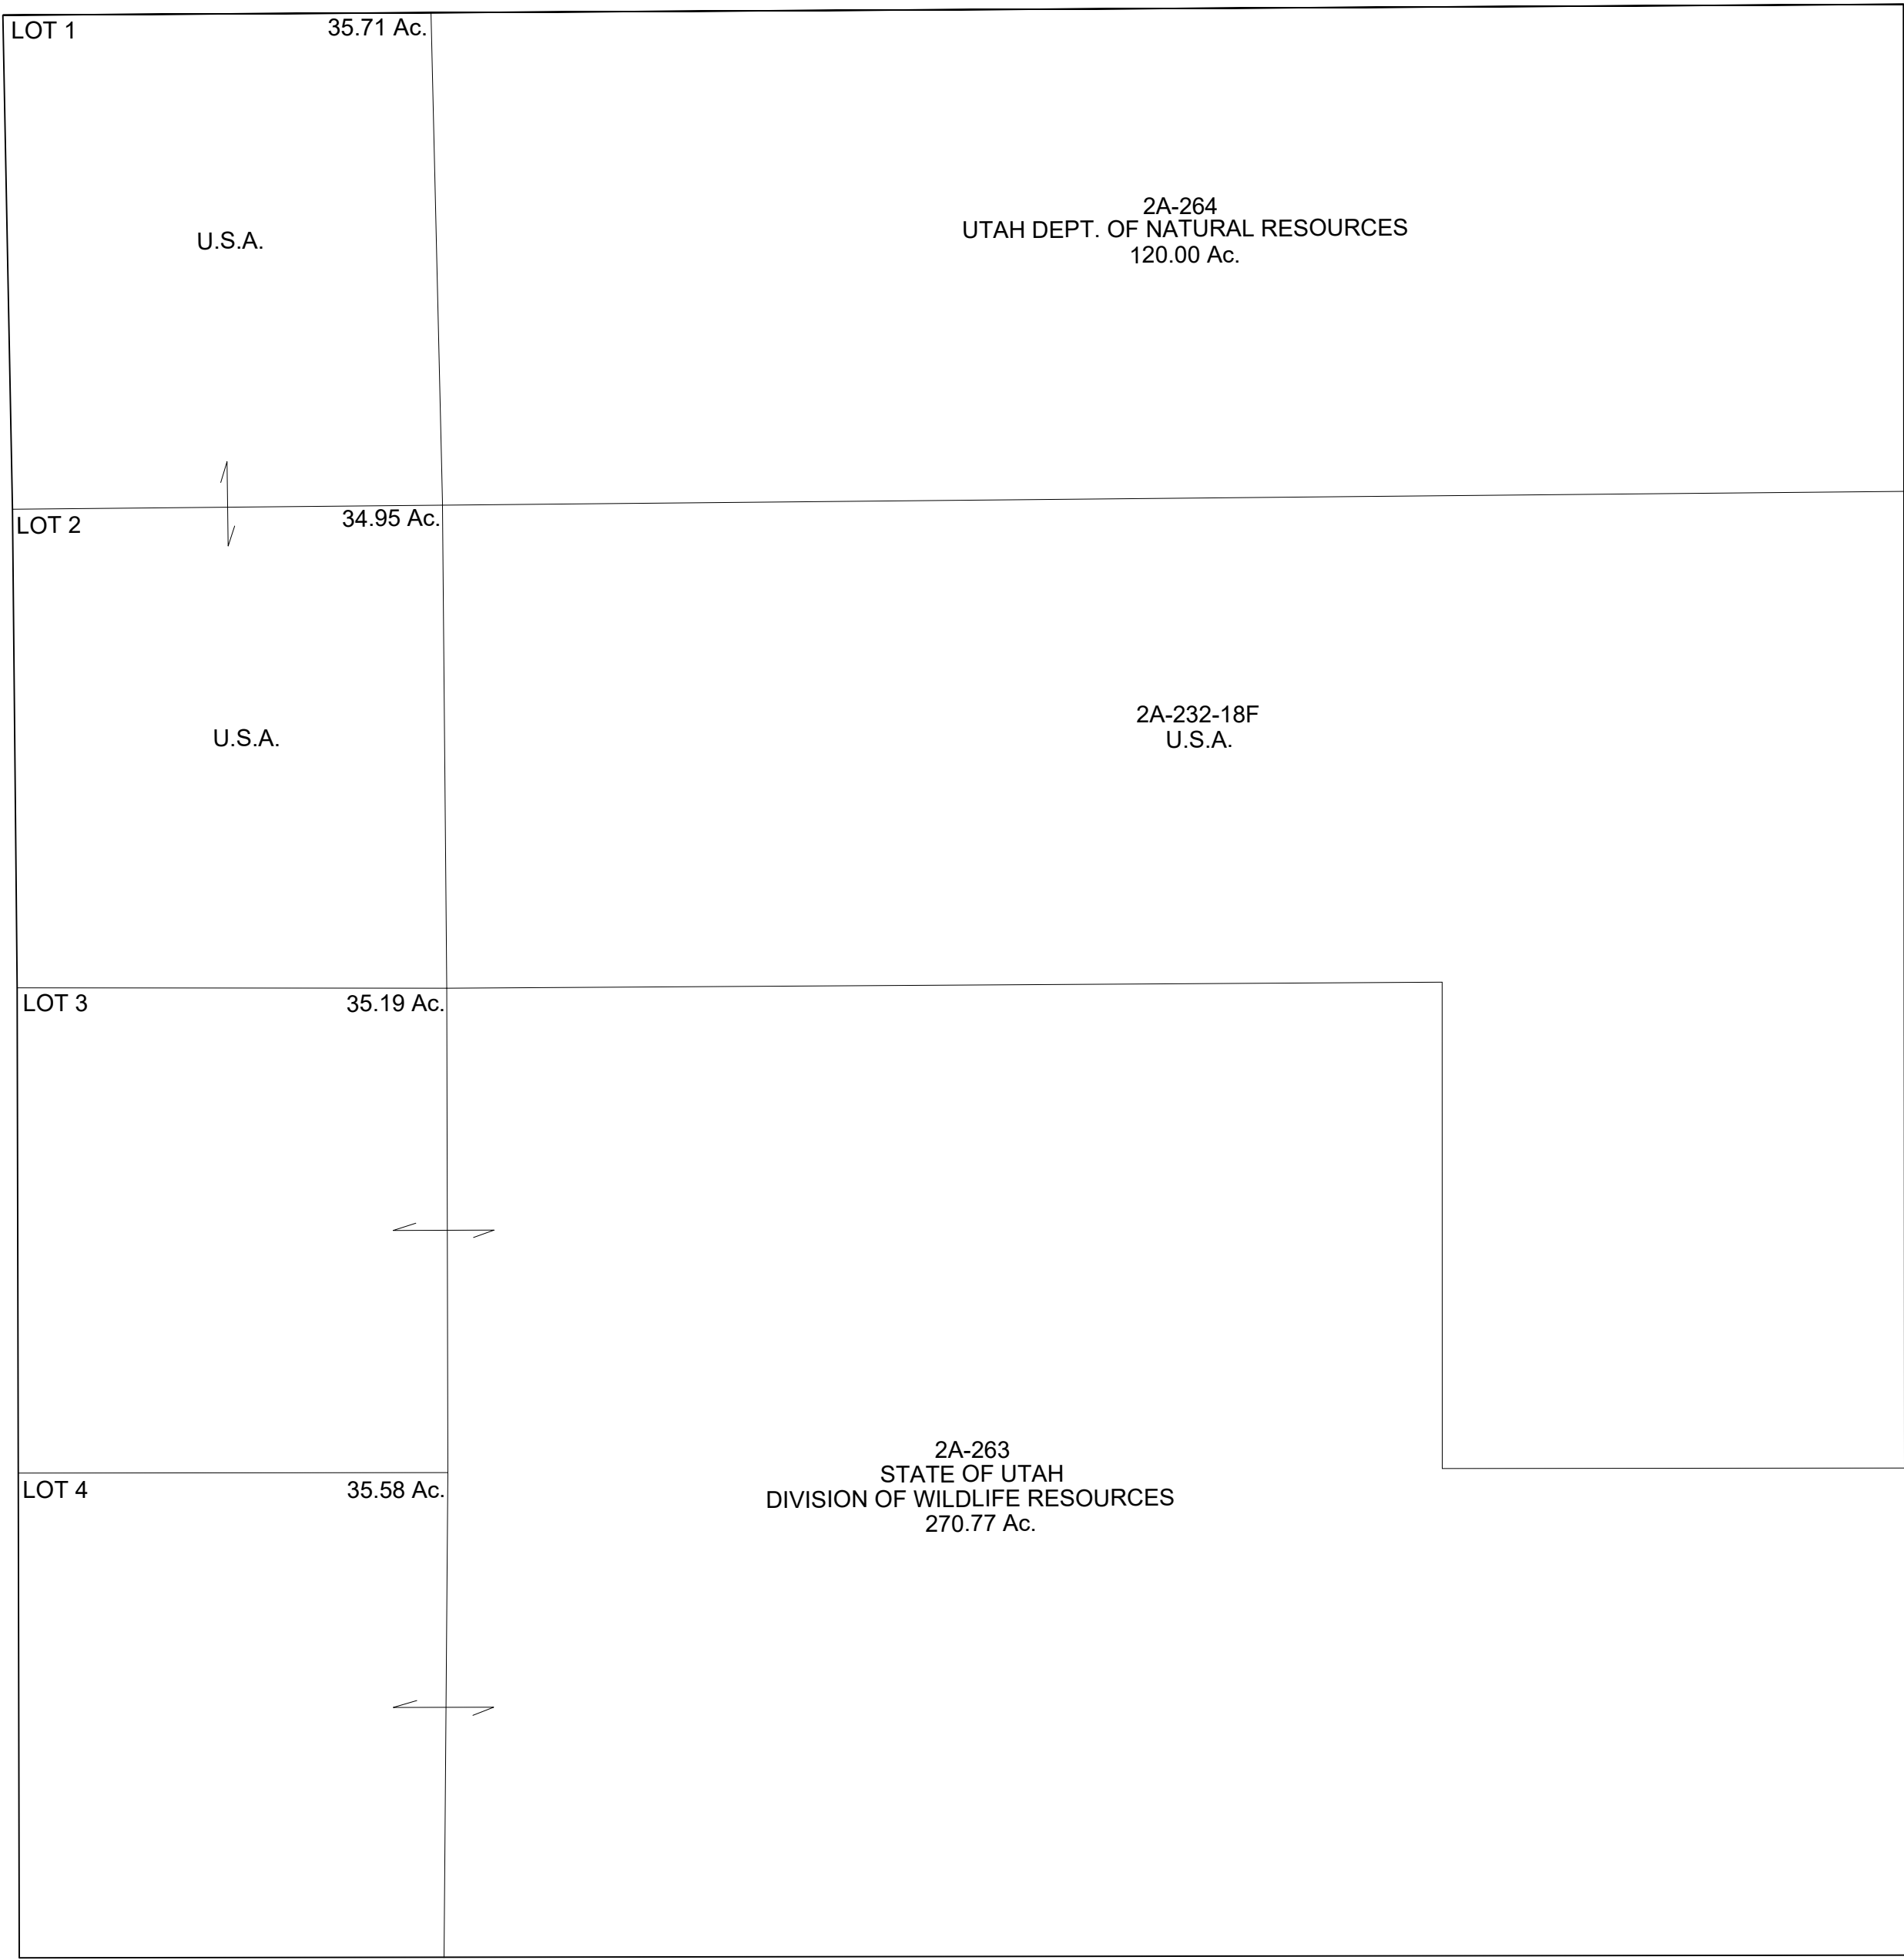 LOT 1
35.71 Ac.
2A-264
UTAH DEPT. OF NATURAL RESOURCES
120.00 Ac.
U.S.A.
LOT 2
34.95 Ac.
2A-232-18F
U.S.A.
U.S.A.
LOT 3
35.19 Ac.
2A-263
STATE OF UTAH
DIVISION OF WILDLIFE RESOURCES
270.77 Ac.
LOT 4
35.58 Ac.